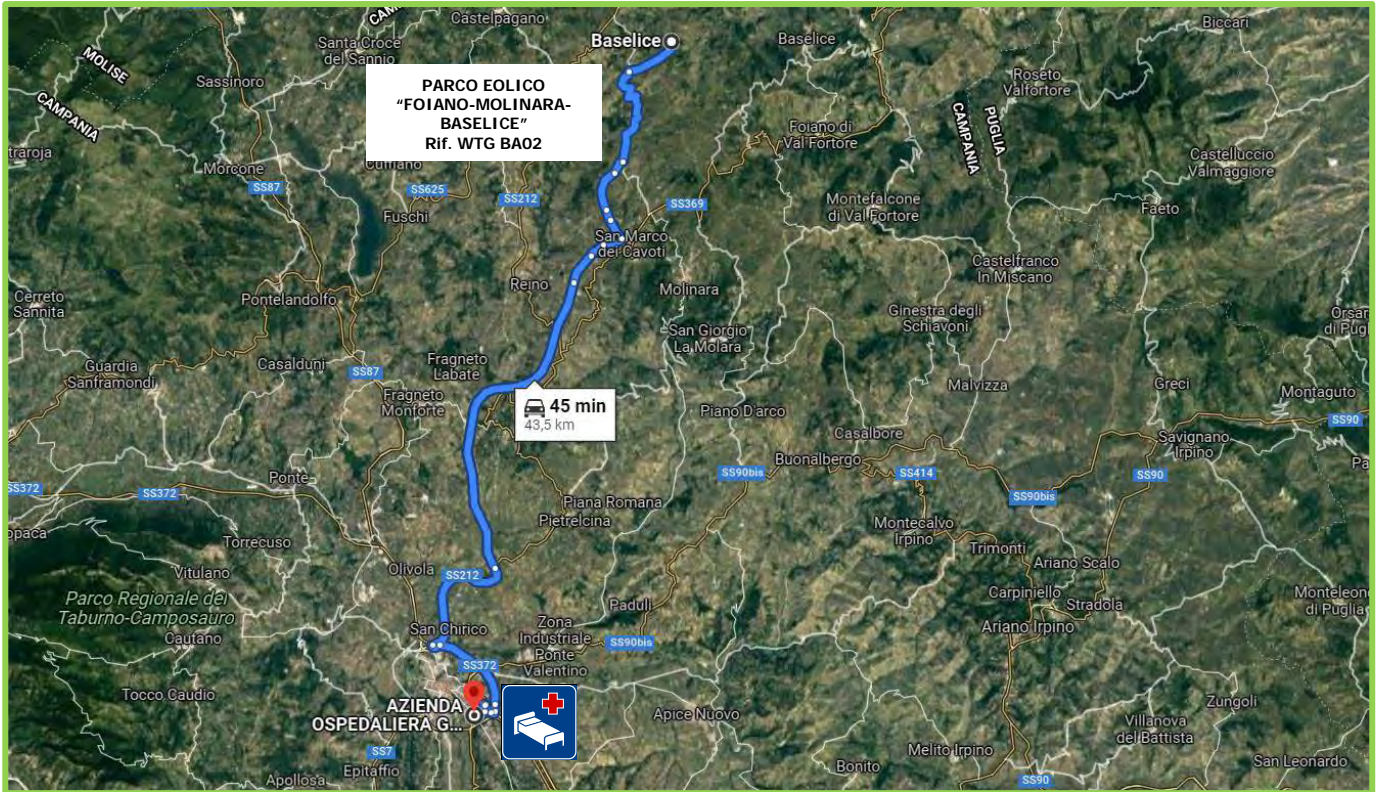 Castelpagano
Biccari
CAM
Santa Croce
del Sannio
Baselice
Baselice
MOLISE
CAMPANIA
Sassinoro
PARCO EOLICO
“FOIANO-MOLINARA-
BASELICE”
Rif. WTG BA02
Roseto
Valfortore
PUGLIA
CAMPANIA
Foiano di
Val Fortore
traroja
Morcone
Castelluccio
Valmaggiore
SS87
SS625
SS212
SS369
Fuschi
Montefalcone
di Val Fortore
Faeto
San Marco
dei Cavoti
Castelfranco
In Miscano
Reino
Molinara
Cerreto
Sannita
Pontelandolfo
Ginestra degli
Schiavoni
Orsar
di Pugl
San Giorgio
La Molara
Guardia
Sanframondi
Casalduni
SS87
Fragneto
Labate
Fragneto
Monforte
Malvizza
Greci
Montaguto
45 min
43,5 km
Piano D'arco
SS90
Casalbore
Savignano
Irpino
Buonalbergo
SS90bis
SS414
SS90
Pa
Ponte
SS372
SS372
SS90bis
Piana Romana
Pietrelcina
opaca
Torrecuso
Montecalvo
Irpino
Trimonti
Ariano Scalo
Olivola
SS212
Vitulano
Parco Regionale del
Taburno-Camposauro
Carpiniello
Stradola
Monteleone
di Puglia
Paduli
Cautano
San Chirico
Zona
Industriale
Ponte
Valentino
SS90bis
Ariano Irpino
SS372
Tocco Caudio
AZIENDA
OSPEDALIERA G...
Apice Nuovo
Zungoli
Villanova
del Battista
SS7
Epitaffio
Apollosa
Melito Irpino
Bonito
SS90
San Leonardo